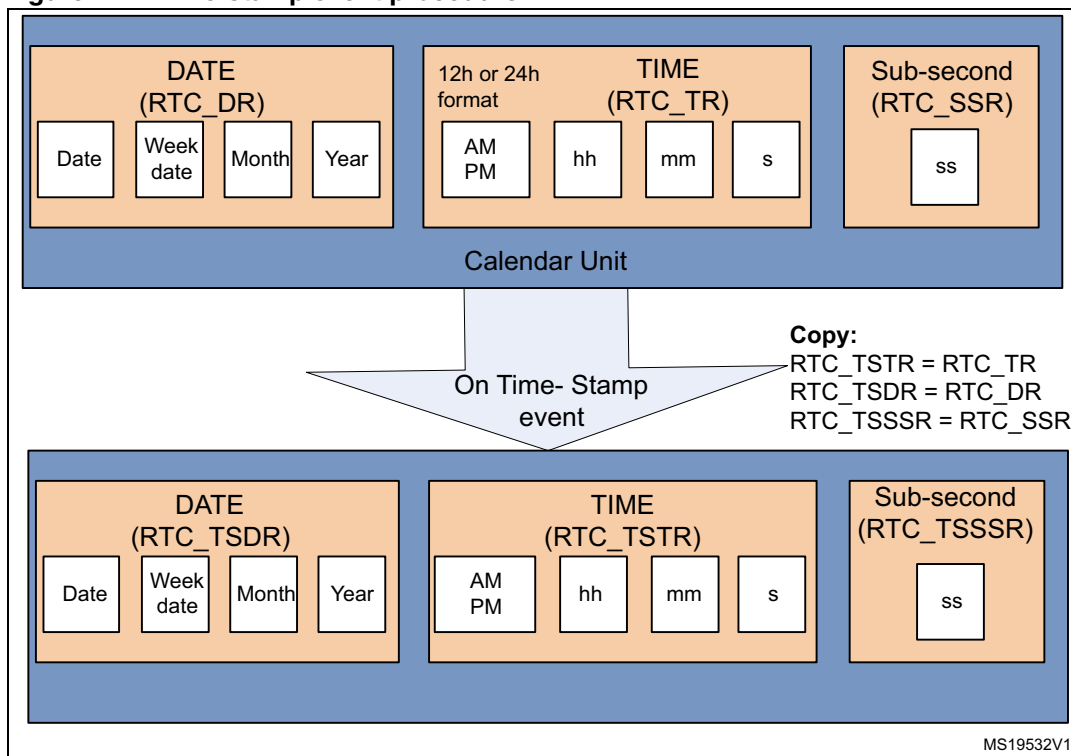 DATE
(RTC_DR)
Date
Week
date
Month
Year
12h or 24h
format
TIME
(RTC_TR)
AM
PM
hh
mm
s
Sub-second
(RTC_SSR)
ss
Calendar Unit
On Time- Stamp
event
Copy:
RTC_TSTR = RTC_TR
RTC_TSDR = RTC_DR
RTC_TSSSR = RTC_SSR
DATE
(RTC_TSDR)
Date
Week
date
Month
Year
TIME
(RTC_TSTR)
AM
PM
hh
mm
s
Sub-second
(RTC_TSSSR)
ss
MS19532V1